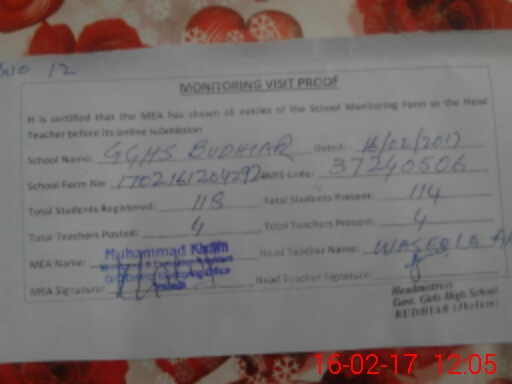 NO 12
MONITORING VISIT PROOF
It is certified that the MEA has shown all entries of the School Monitoring Form to the Head
Teacher before its online submission
School Name: GGHS BUDHIAR Dated: 16/02/2017
School Form No: EMIS Code: 37240506
Total Students Registered: 118 Total Students Present: 114
Total Teachers Posted: 4 Total Teachers Present: 4
MEA Name: Muhammad Head Teacher Name:
MEA Signature: Head Teacher Signature:
Headmistress
Govt. Girls High School
BUDHIAR (Jhelum)
16-02-17 12:05